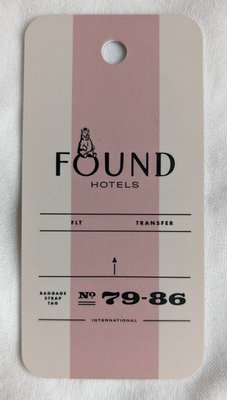 FOUND
HOTELS
FLT TRANSFER
BAGGAGE
STRAP
TAG
Nº 79-86
INTERNATIONAL